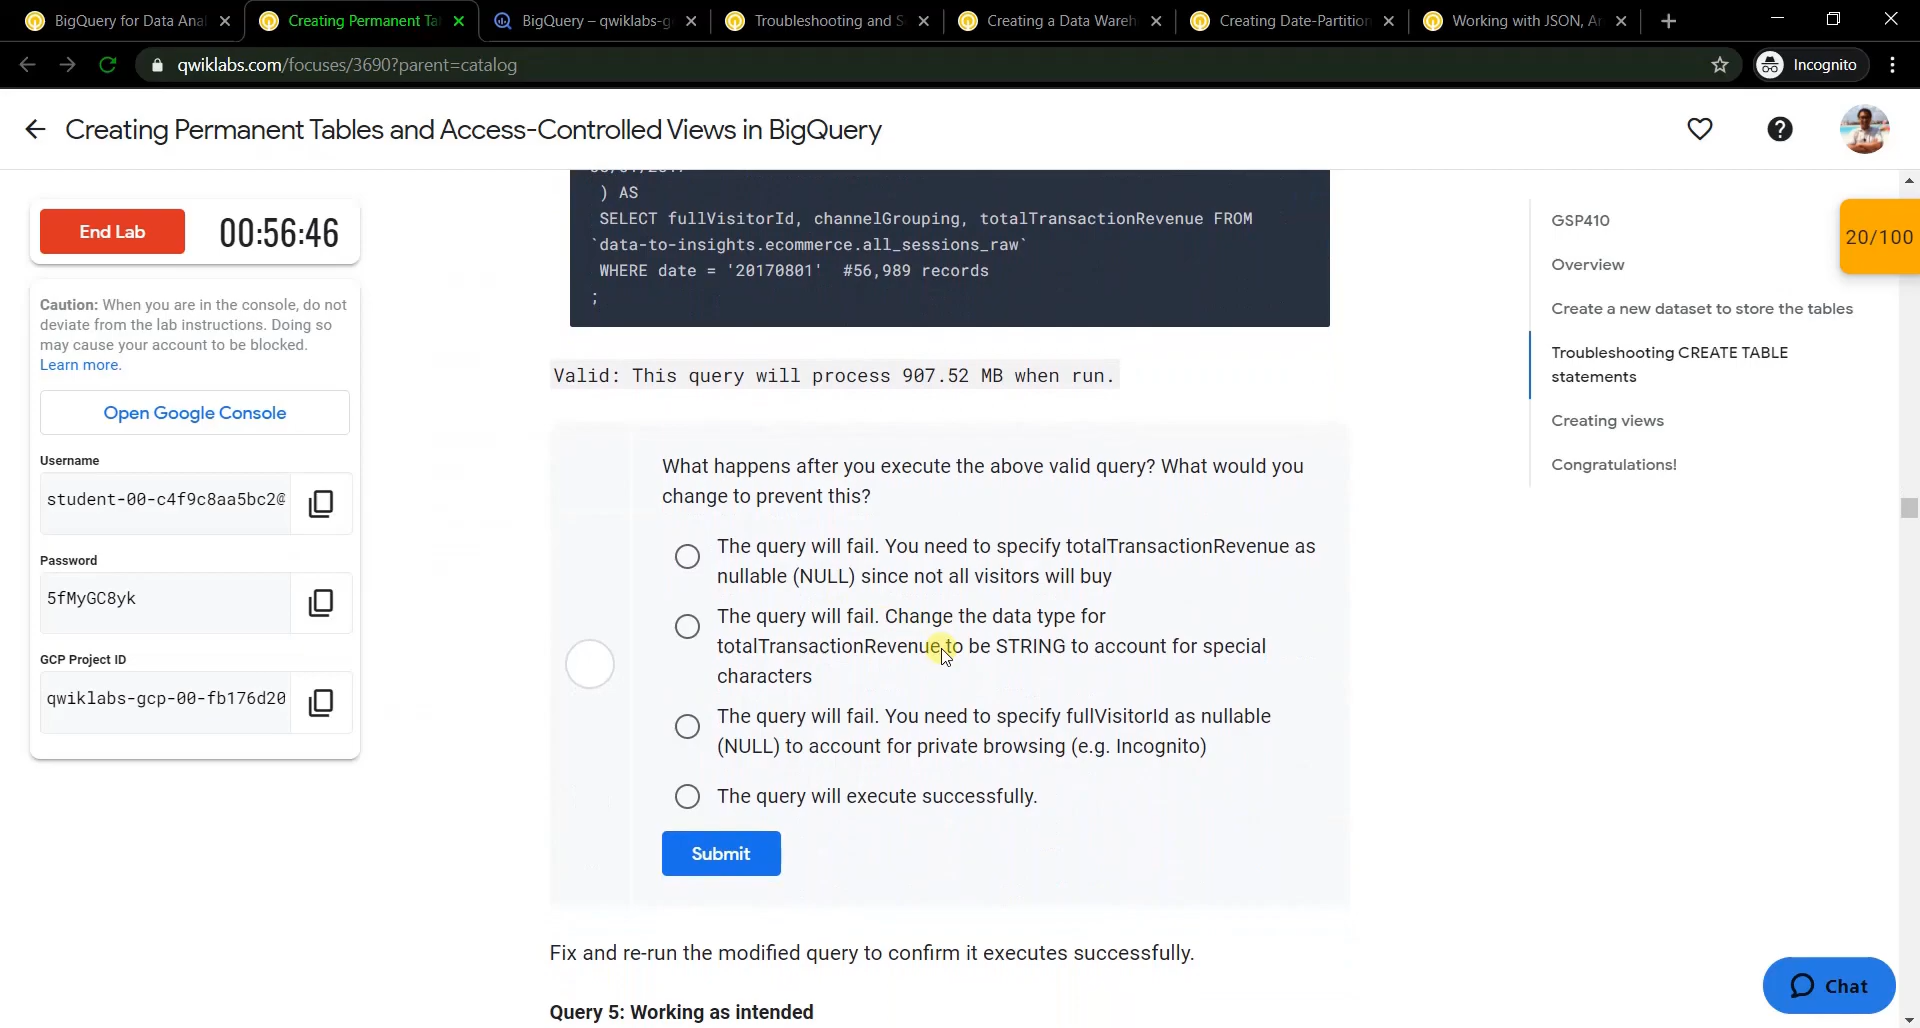 BigQuery for Data Anal
Creating Permanent Ta
BigQuery – qwiklabs-g
Troubleshooting and S
Creating a Data Wareh
Creating Date-Partition
Working with JSON, Ar
qwiklabs.com/focuses/3690?parent=catalog
Incognito
Creating Permanent Tables and Access-Controlled Views in BigQuery
End Lab
00:56:46
Caution: When you are in the console, do not
deviate from the lab instructions. Doing so
may cause your account to be blocked.
Learn more.
Open Google Console
Username
student-00-c4f9c8aa5bc2@
Password
5fMyGC8yk
GCP Project ID
qwiklabs-gcp-00-fb176d20
) AS
SELECT fullVisitorId, channelGrouping, totalTransactionRevenue FROM
`data-to-insights.ecommerce.all_sessions_raw`
WHERE date = '20170801' #56,989 records
;
Valid: This query will process 907.52 MB when run.
What happens after you execute the above valid query? What would you
change to prevent this?
The query will fail. You need to specify totalTransactionRevenue as
nullable (NULL) since not all visitors will buy
The query will fail. Change the data type for
totalTransactionRevenue to be STRING to account for special
characters
The query will fail. You need to specify fullVisitorId as nullable
(NULL) to account for private browsing (e.g. Incognito)
The query will execute successfully.
Submit
Fix and re-run the modified query to confirm it executes successfully.
Query 5: Working as intended
GSP410
Overview
Create a new dataset to store the tables
Troubleshooting CREATE TABLE
statements
Creating views
Congratulations!
20/100
Chat